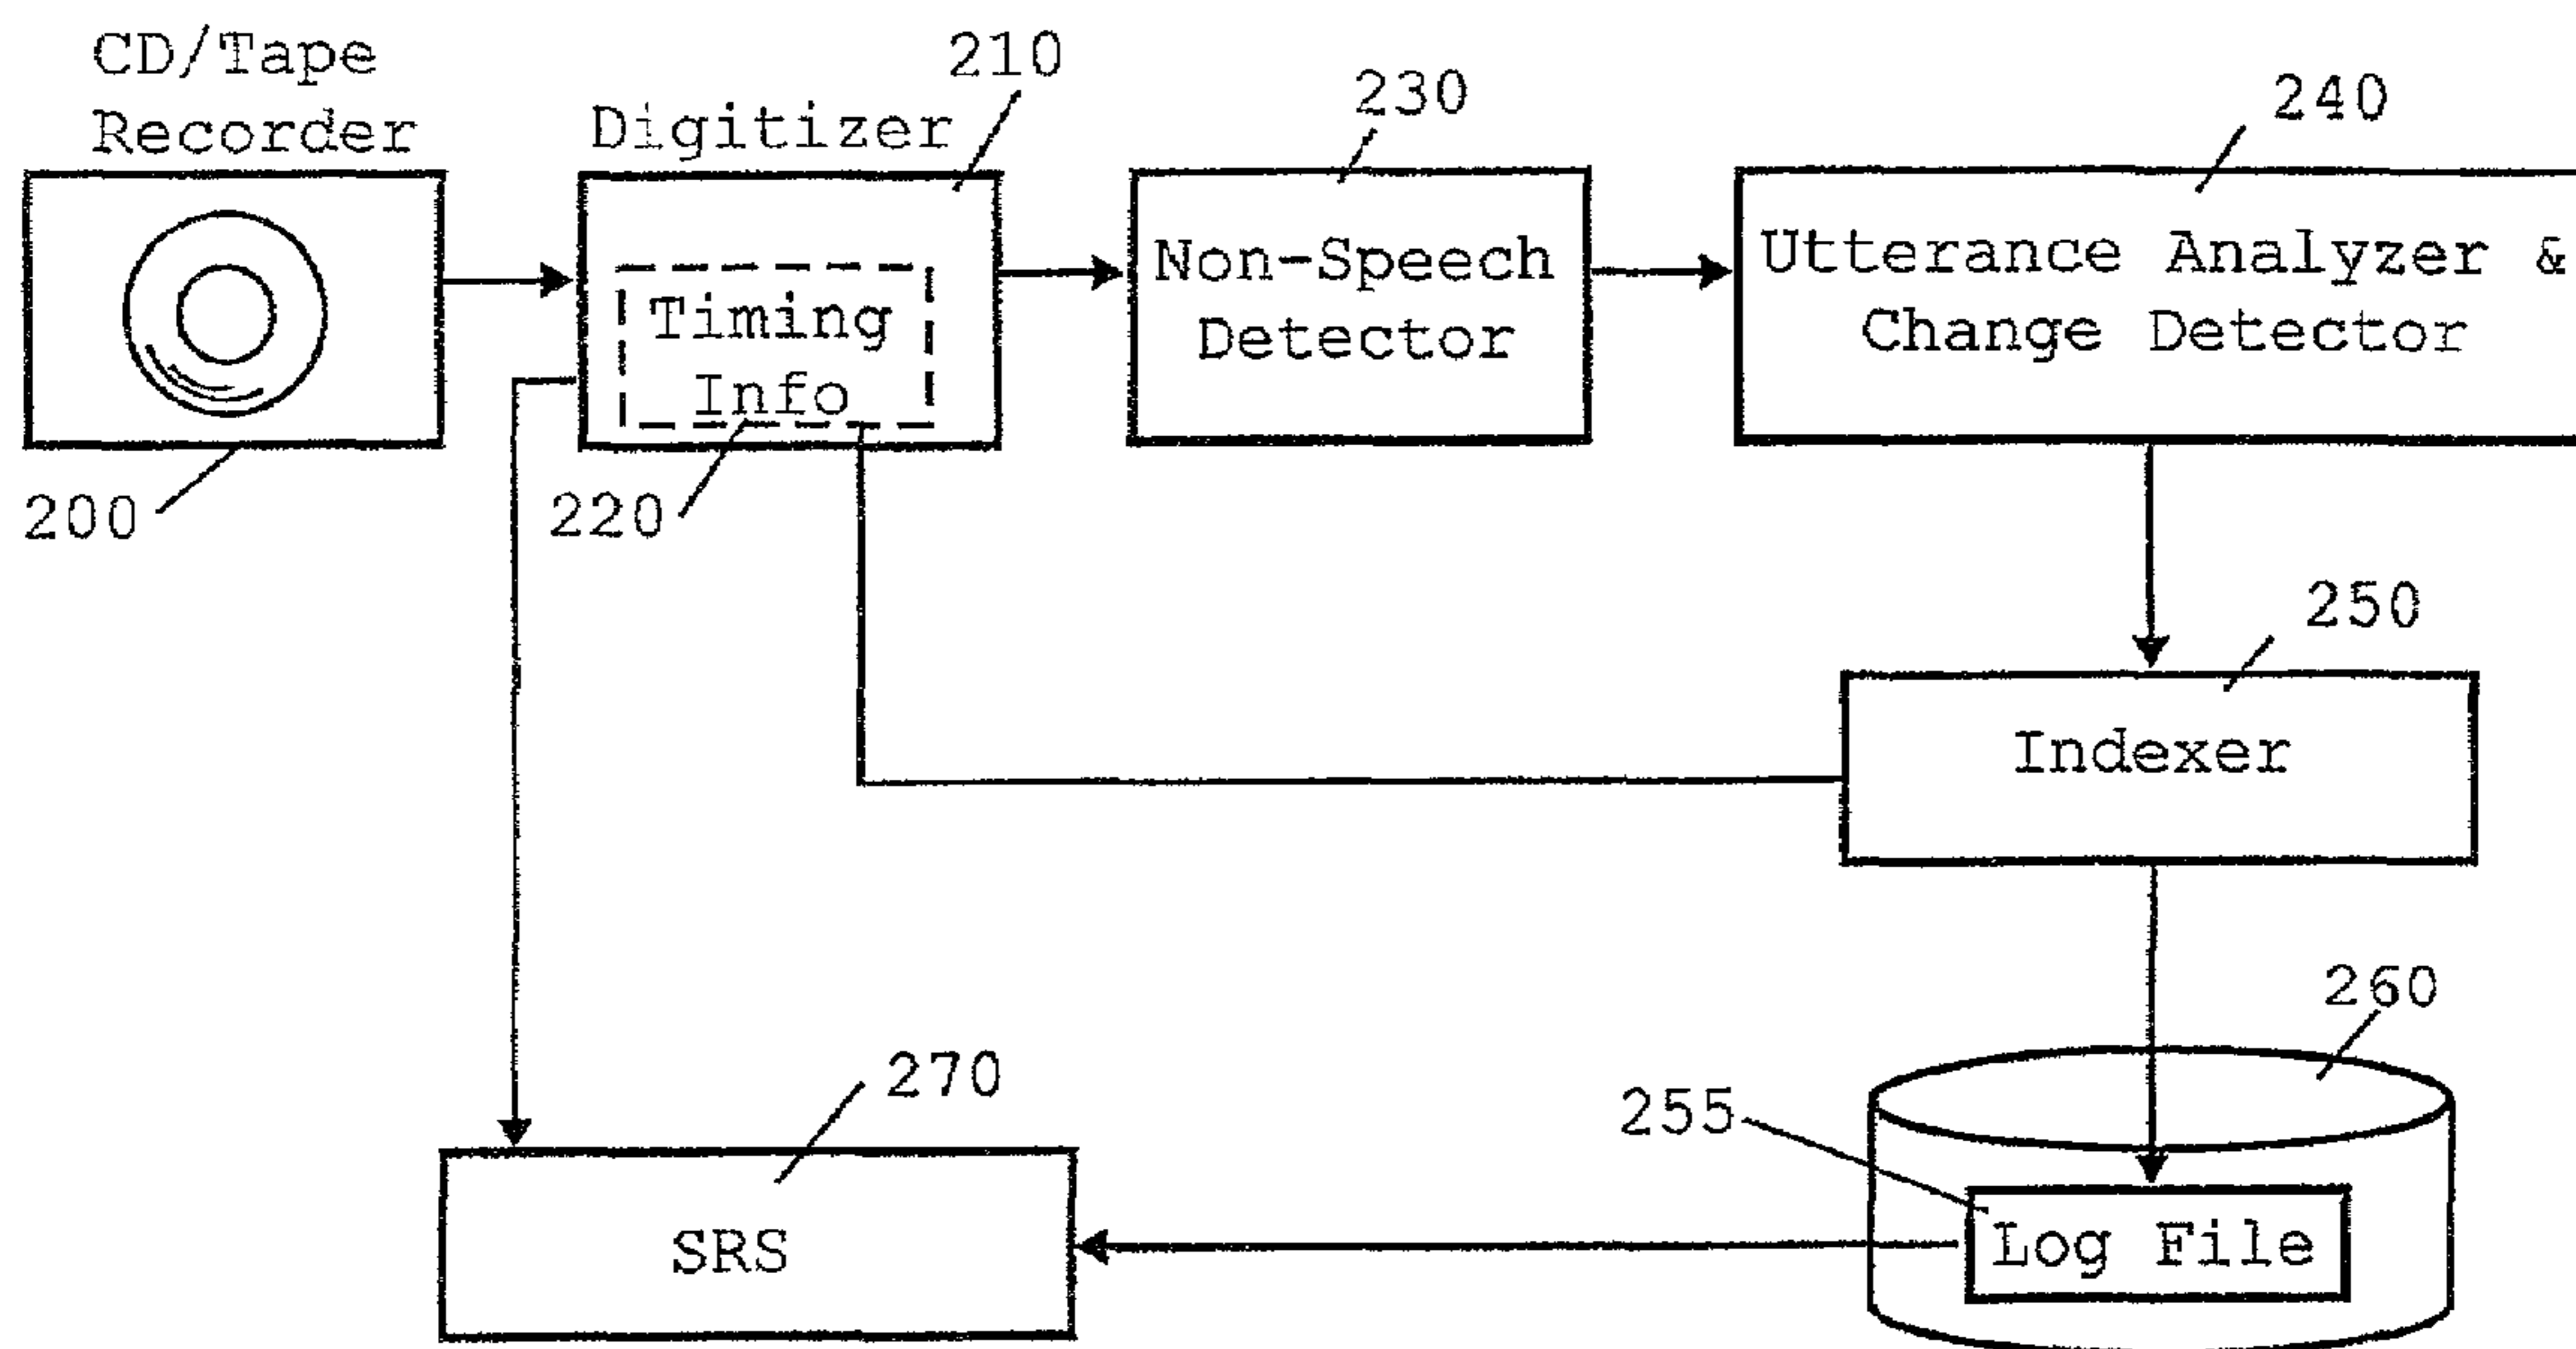 CD/Tape
Recorder
210
Digitizer
230
240
Timing
Info
Non-Speech
Detector
Utterance Analyzer &
Change Detector
200
220
250
Indexer
260
270
255
SRS
Log File